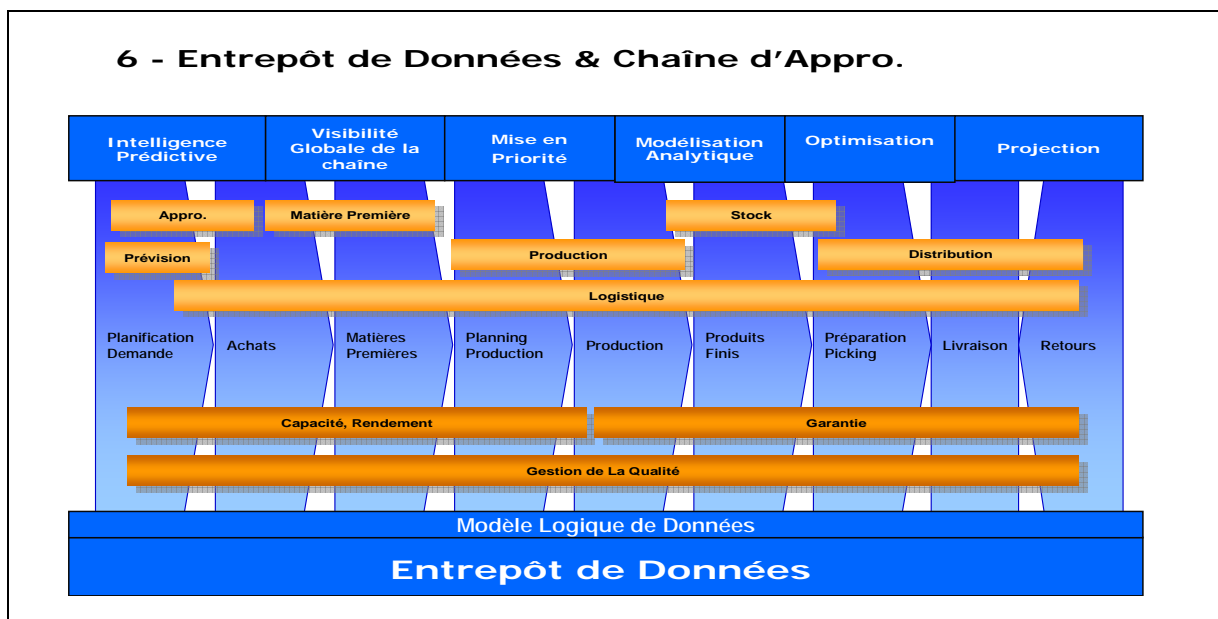 6 - Entrepôt de Données & Chaîne d'Appro.
Intelligence
Prédictive
Visibilité
Globale de la
chaîne
Mise en
Priorité
Modélisation
Analytique
Optimisation
Projection
Appro.
Matière Première
Stock
Prévision
Production
Distribution
Logistique
Planification
Demande
Achats
Matières
Premières
Planning
Production
Production
Produits
Finis
Préparation
Picking
Livraison
Retours
Capacité, Rendement
Garantie
Gestion de La Qualité
Modèle Logique de Données
Entrepôt de Données